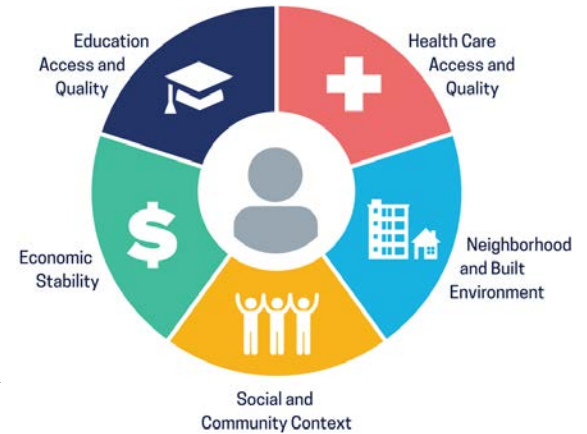 Education
Access and
Quality
Health Care
Access and
Quality
$
Economic
Stability
Neighborhood
and Built
Environment
Social and
Community Context